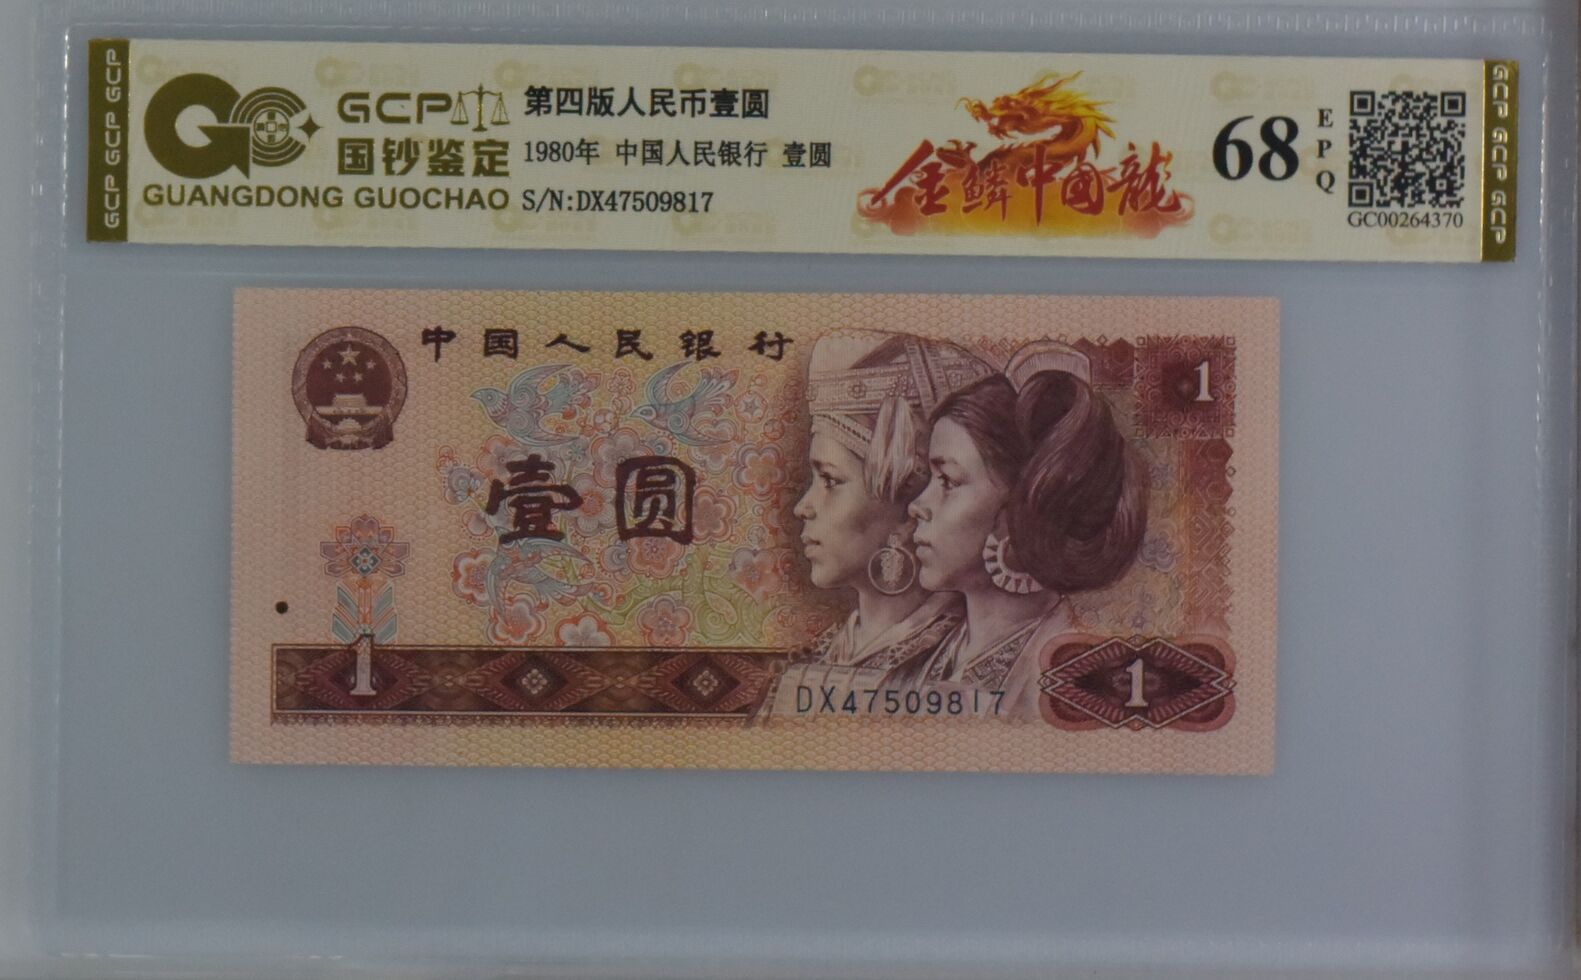 GCP GCP GCP
GCP
国钞鉴定
GUANGDONG GUOCHAO
第四版人民币壹圆
1980年 中国人民银行 壹圆
S/N:DX47509817
金鳞中國龍
68
EPQ
GC00264370
GCP GCP GCP
中国人民银行
1
壹圆
1
DX47509817
1